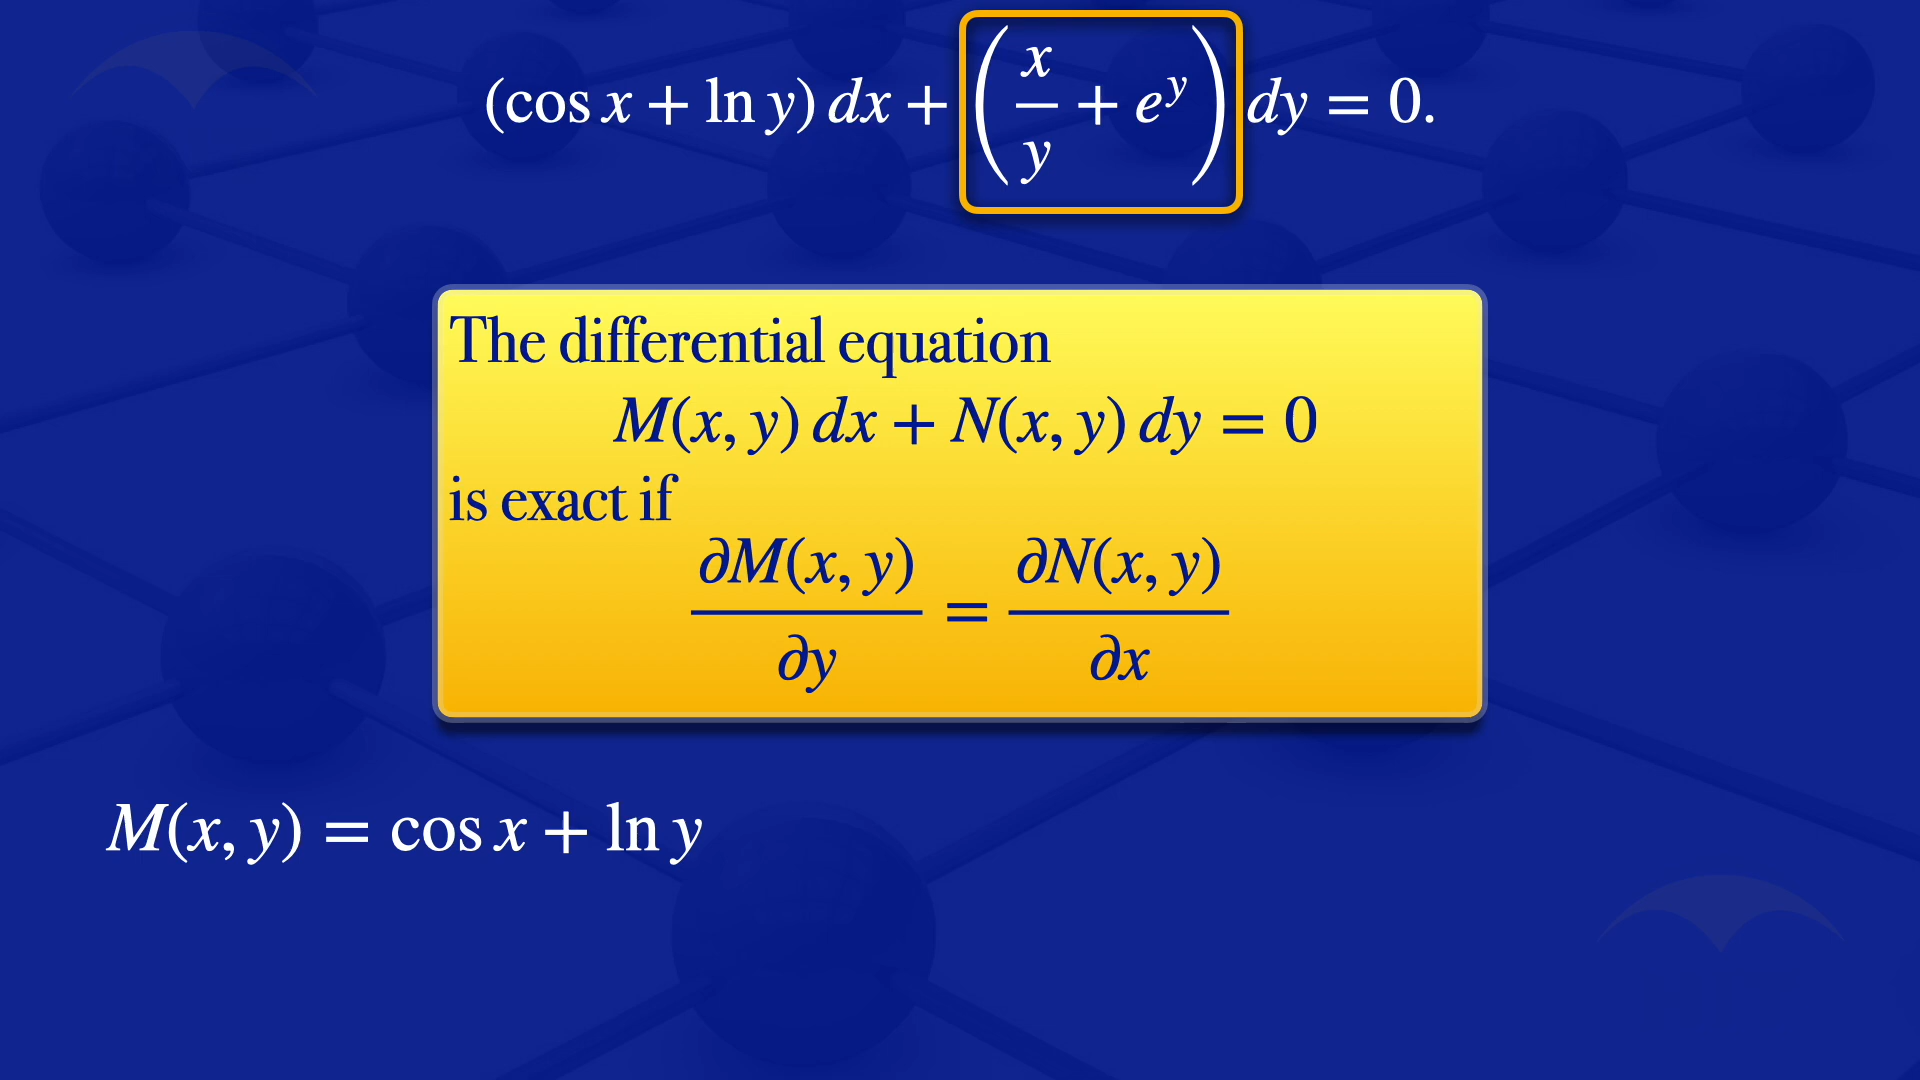 (cos x + ln y) dx + (x/y + e^y) dy = 0.
The differential equation
M(x, y) dx + N(x, y) dy = 0
is exact if
∂M(x, y)/∂y = ∂N(x, y)/∂x
M(x, y) = cos x + ln y